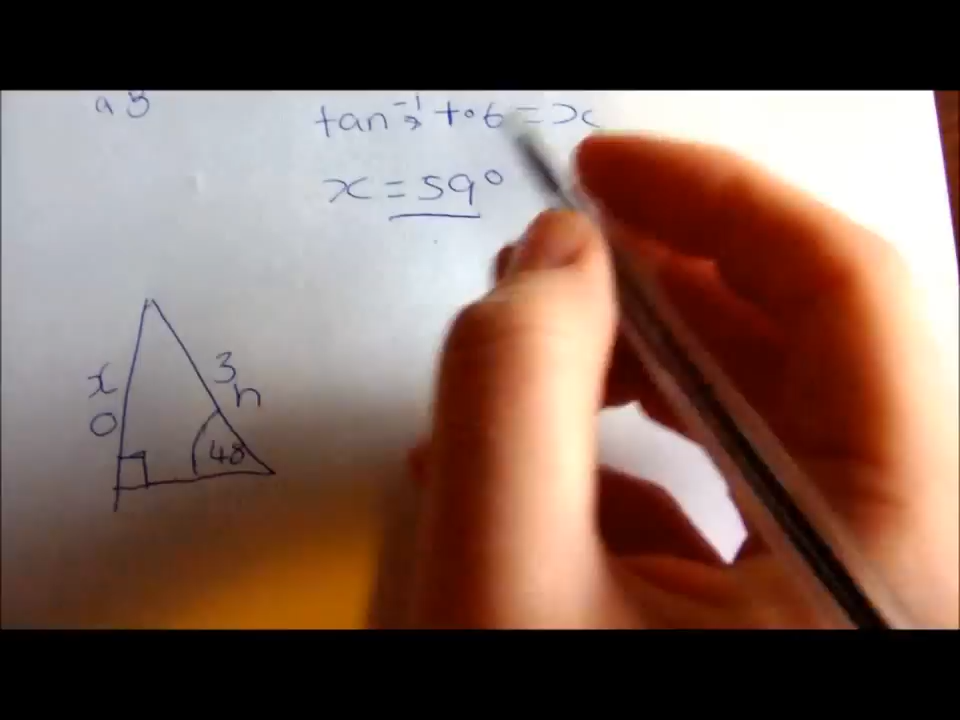 tan⁻¹ → 1.6 = x
x = 59°
x
3
h
O
48